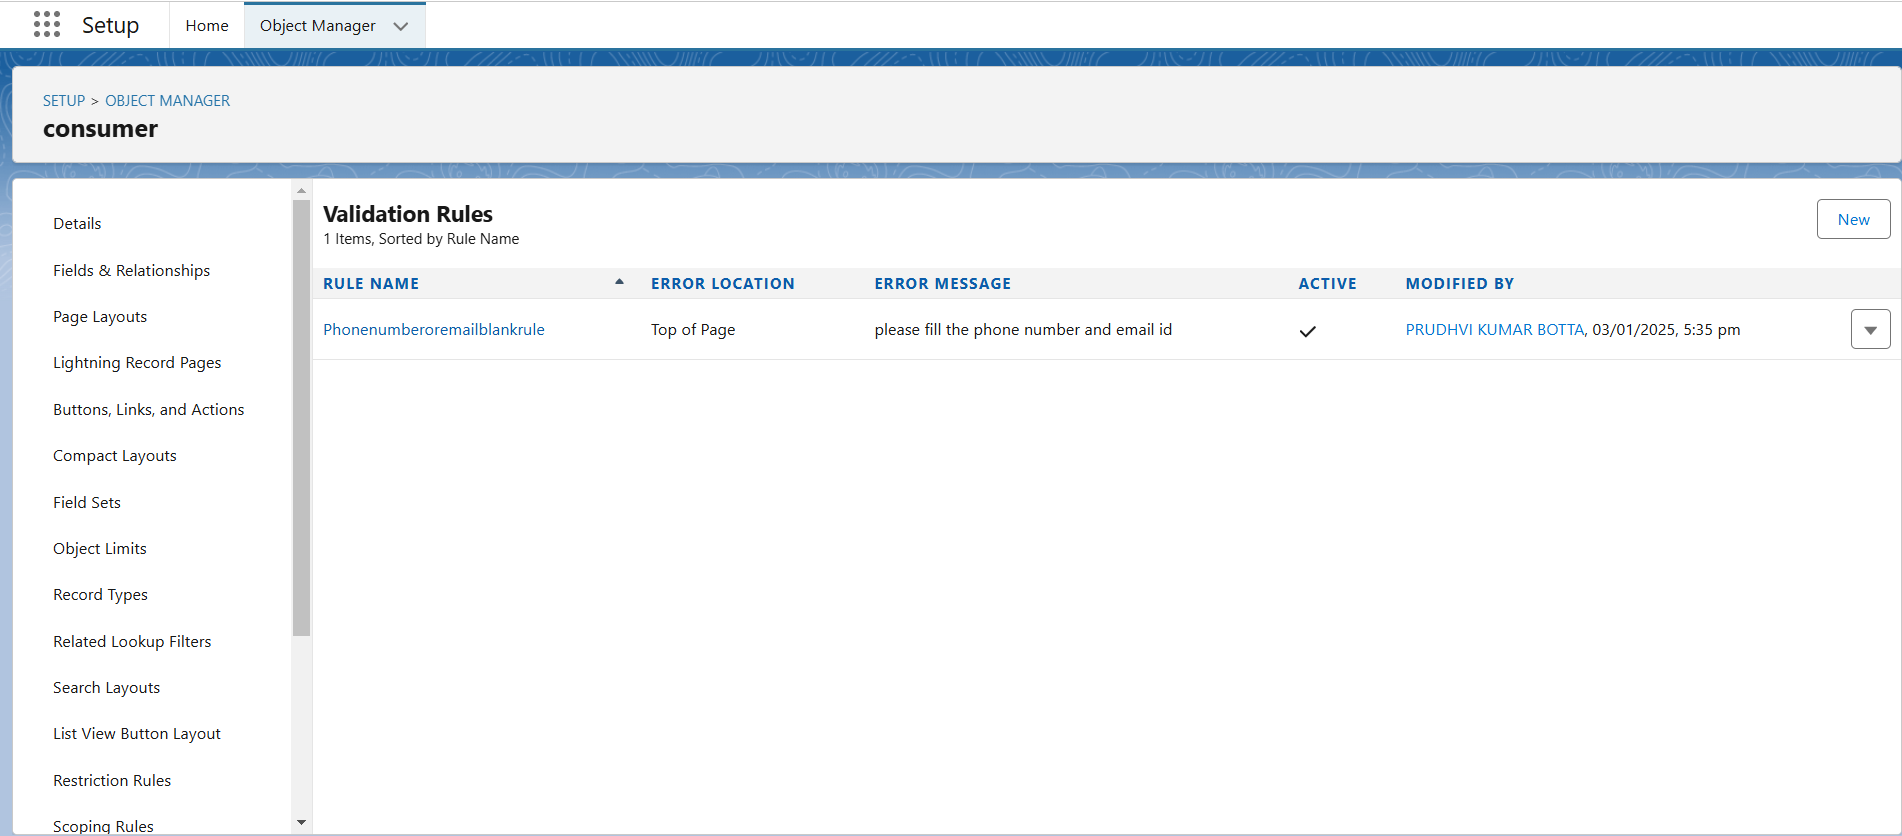 Setup
Home
Object Manager
SETUP > OBJECT MANAGER
consumer
Details
Fields & Relationships
Page Layouts
Lightning Record Pages
Buttons, Links, and Actions
Compact Layouts
Field Sets
Object Limits
Record Types
Related Lookup Filters
Search Layouts
List View Button Layout
Restriction Rules
Scoping Rules
Validation Rules
1 Items, Sorted by Rule Name
New
RULE NAME ERROR LOCATION ERROR MESSAGE ACTIVE MODIFIED BY
Phonenumberoremailblankrule Top of Page please fill the phone number and email id PRUDHVI KUMAR BOTTA, 03/01/2025, 5:35 pm